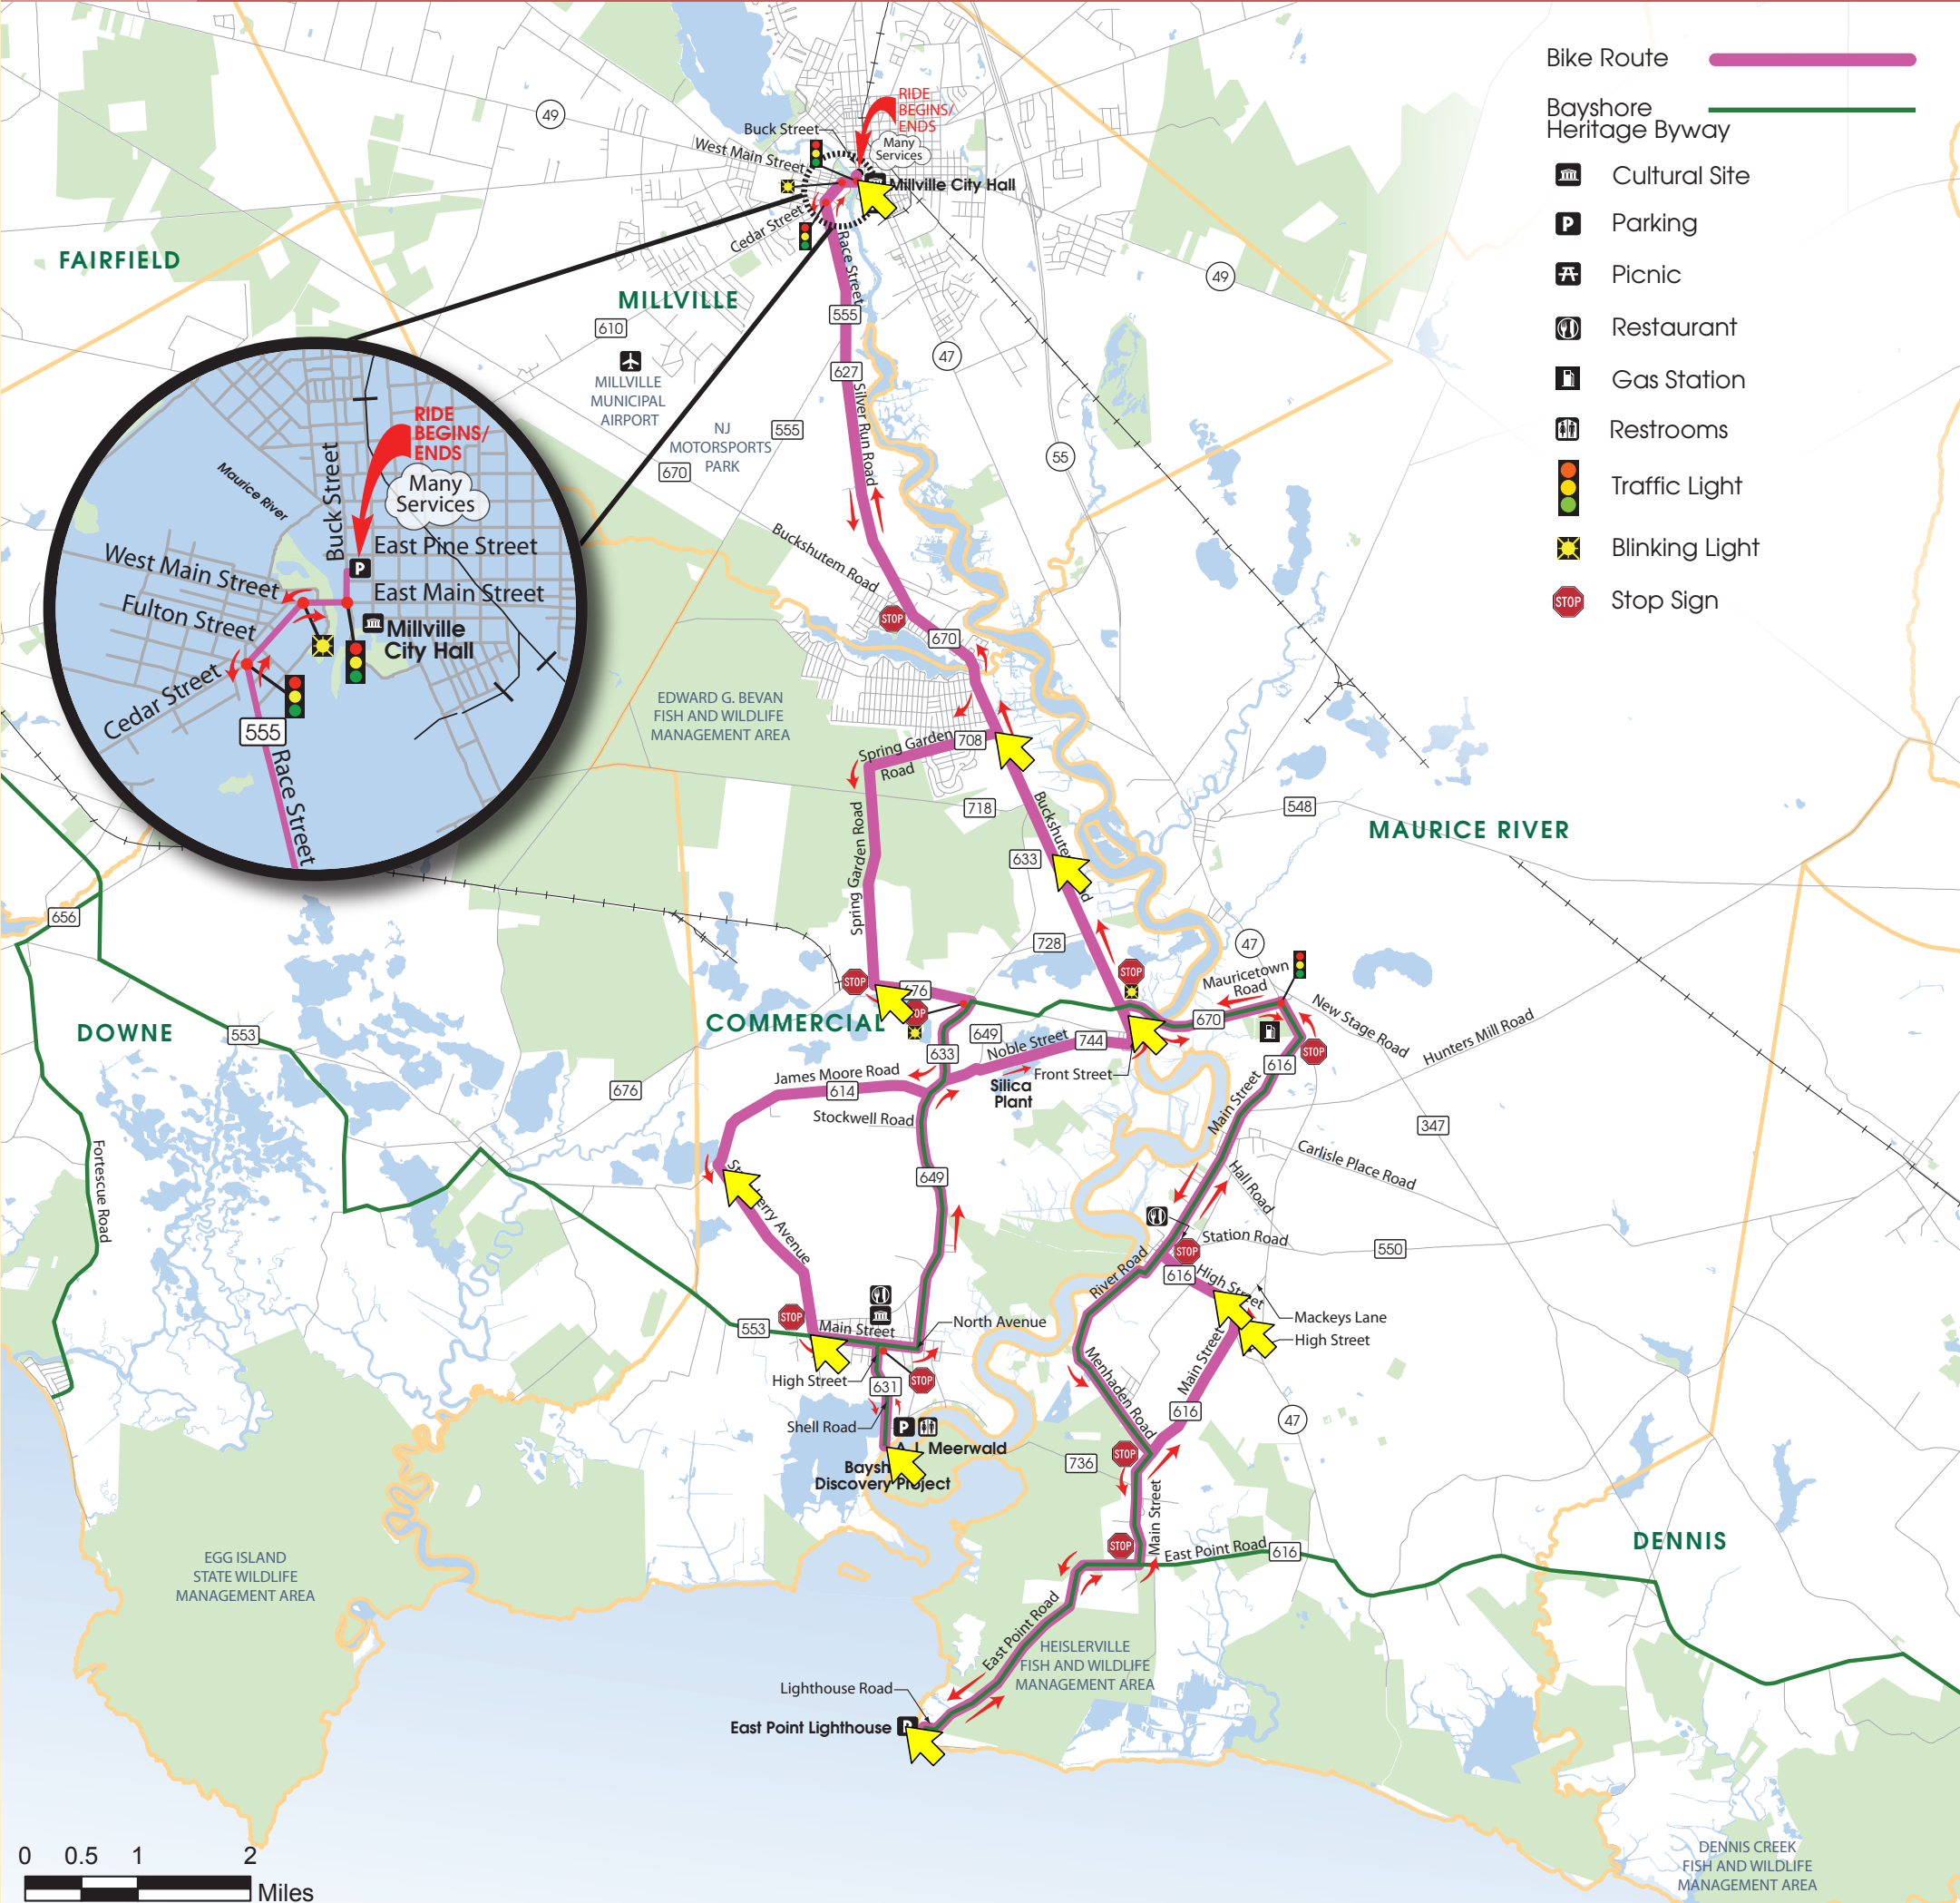 Bike Route
Bayshore
Heritage Byway
Cultural Site
Parking
Picnic
Restaurant
Gas Station
Restrooms
Traffic Light
Blinking Light
STOP
Stop Sign
RIDE
BEGINS/
ENDS
Many
Services
Buck Street
West Main Street
Millville City Hall
Cedar Street
Race Street
49
49
FAIRFIELD
MILLVILLE
610
555
47
627
MILLVILLE
MUNICIPAL
AIRPORT
NJ
MOTORSPORTS
PARK
555
670
55
Silver Run Road
RIDE
BEGINS/
ENDS
Many
Services
Maurice River
Buck Street
East Pine Street
P
West Main Street
East Main Street
Fulton Street
Millville
City Hall
Cedar Street
555
Race Street
Buckshutem Road
STOP
670
EDWARD G. BEVAN
FISH AND WILDLIFE
MANAGEMENT AREA
Spring Garden
Road
708
718
548
MAURICE RIVER
633
Spring Garden Road
656
728
47
STOP
STOP
Mauricetown
Road
676
New Stage Road
COMMERCIAL
DOWNE
553
649
670
Hunters Mill Road
Noble Street
744
STOP
633
616
James Moore Road
Front Street
Silica
Plant
676
614
Stockwell Road
Main Street
347
Fortescue Road
Carlisle Place Road
649
Hall Road
Station Road
550
STOP
River Road
616
High Street
Mackeys Lane
High Street
STOP
553
Main Street
North Avenue
Menhaden Road
Main Street
High Street
631
STOP
616
47
Shell Road
P
Meerwald
Discovery Project
736
STOP
Main Street
STOP
East Point Road
616
DENNIS
EGG ISLAND
STATE WILDLIFE
MANAGEMENT AREA
East Point Road
HEISLERVILLE
FISH AND WILDLIFE
MANAGEMENT AREA
Lighthouse Road
East Point Lighthouse
DENNIS CREEK
FISH AND WILDLIFE
MANAGEMENT AREA
0 0.5 1 2
Miles